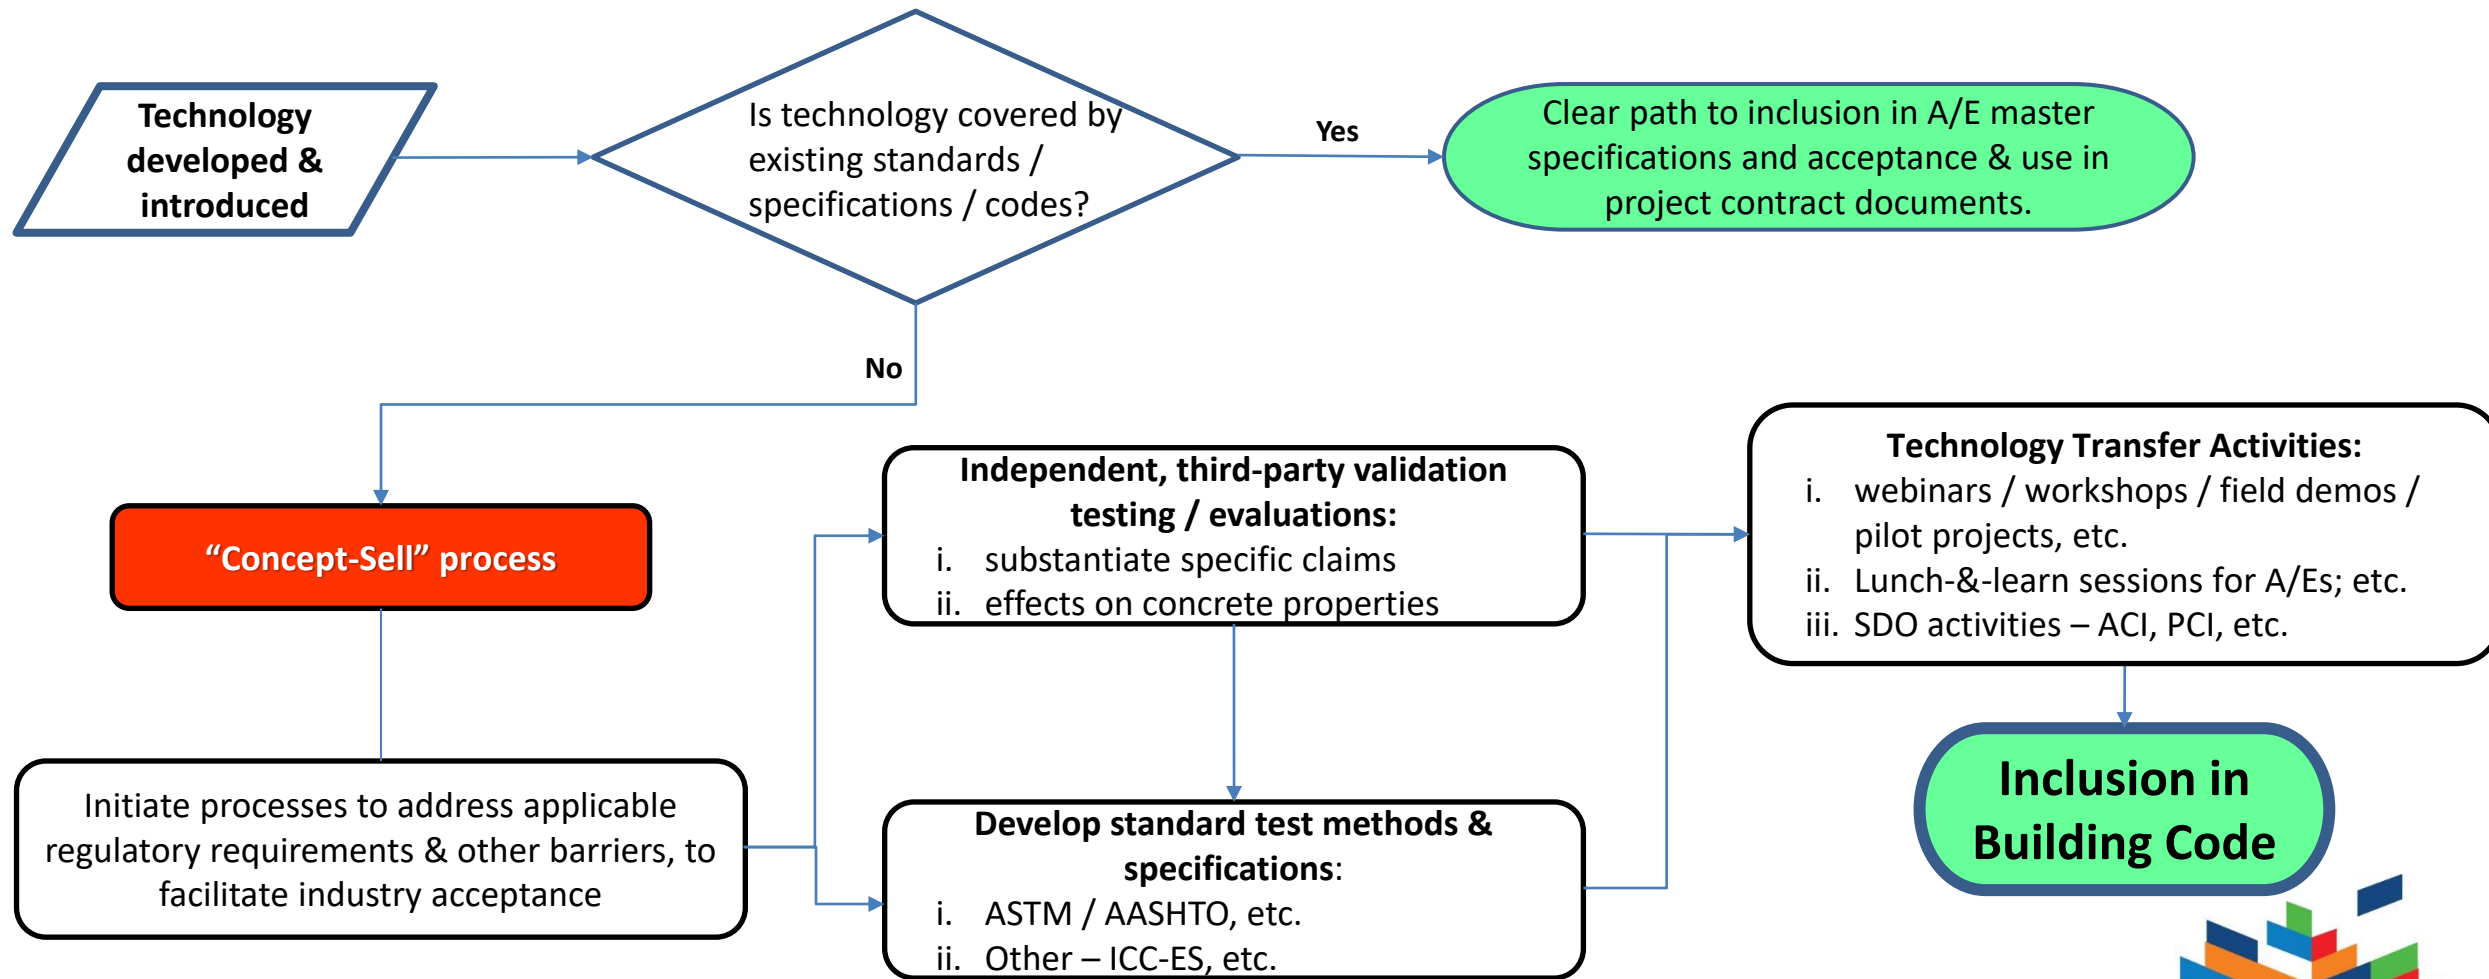 Technology
developed &
introduced
Is technology covered by
existing standards /
specifications / codes?
Yes
Clear path to inclusion in A/E master
specifications and acceptance & use in
project contract documents.
No
“Concept-Sell” process
Initiate processes to address applicable
regulatory requirements & other barriers, to
facilitate industry acceptance
Independent, third-party validation
testing / evaluations:
i. substantiate specific claims
ii. effects on concrete properties
Develop standard test methods &
specifications:
i. ASTM / AASHTO, etc.
ii. Other – ICC-ES, etc.
Technology Transfer Activities:
i. webinars / workshops / field demos /
pilot projects, etc.
ii. Lunch-&-learn sessions for A/Es; etc.
iii. SDO activities – ACI, PCI, etc.
Inclusion in
Building Code